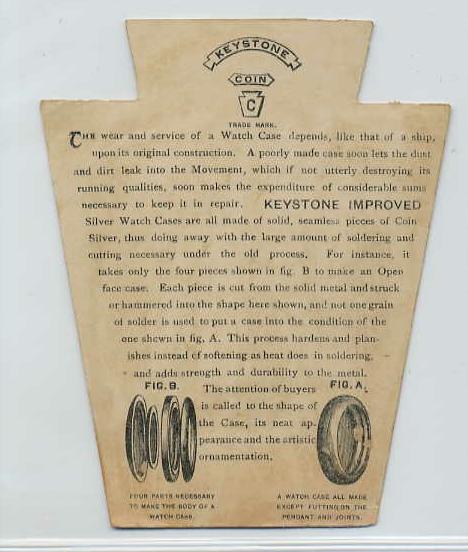 KEYSTONE
COIN
C
TRADE MARK.
THE wear and service of a Watch Case depends, like that of a ship,
upon its original construction. A poorly made case soon lets the dust
and dirt leak into the Movement, which if not utterly destroying its
running qualities, soon makes the expenditure of considerable sums
necessary to keep it in repair. KEYSTONE IMPROVED
Silver Watch Cases are all made of solid, seamless pieces of Coin
Silver, thus doing away with the large amount of soldering and
cutting necessary under the old process. For instance, it
takes only the four pieces shown in fig. B to make an Open
face case. Each piece is cut from the solid metal and struck
or hammered into the shape here shown, and not one grain
of solder is used to put a case into the condition of the
one shewn in fig. A. This process hardens and plan-
ishes instead of softening as heat does in soldering,
and adds strength and durability to the metal.
FIG. B. The attention of buyers FIG. A.
is called to the shape of
the Case, its neat ap-
pearance and the artistic
ornamentation.
FOUR PARTS NECESSARY
TO MAKE THE BODY OF A
WATCH CASE.
A WATCH CASE ALL MADE
EXCEPT PUTTING ON THE
PENDANT AND JOINTS.